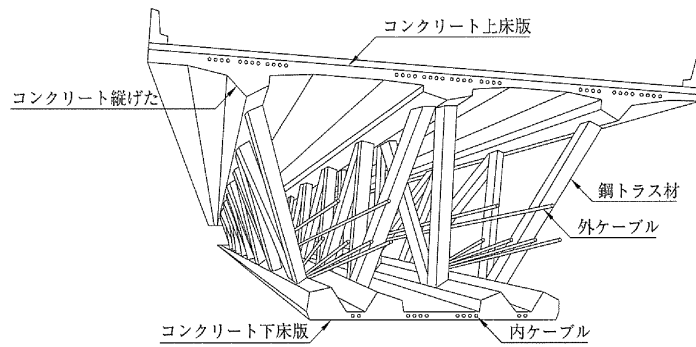 コンクリート上床版
コンクリート縦げた
鋼トラス材
外ケーブル
コンクリート下床版
内ケーブル